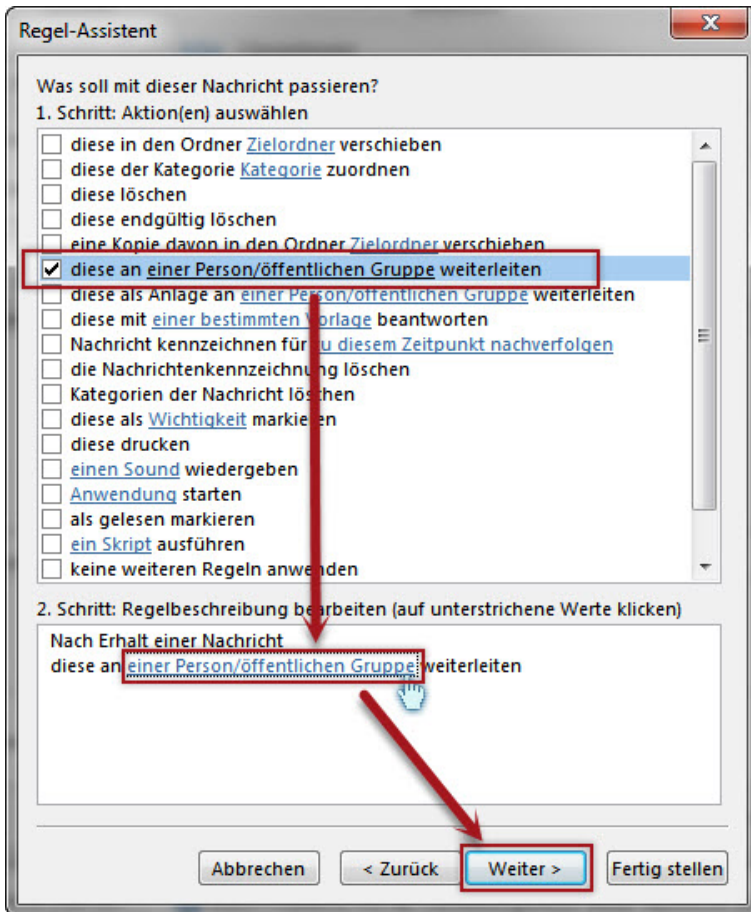 Regel-Assistent
Was soll mit dieser Nachricht passieren?
1. Schritt: Aktion(en) auswählen
diese in den Ordner Zielordner verschieben
diese der Kategorie Kategorie zuordnen
diese löschen
diese endgültig löschen
eine Kopie davon in den Ordner Zielordner verschieben
diese an einer Person/öffentlichen Gruppe weiterleiten
diese als Anlage an einer Person/öffentlichen Gruppe weiterleiten
diese mit einer bestimmten Vorlage beantworten
Nachricht kennzeichnen für zu diesem Zeitpunkt nachverfolgen
die Nachrichtenkennzeichnung löschen
Kategorien der Nachricht löschen
diese als Wichtigkeit markieren
diese drucken
einen Sound wiedergeben
Anwendung starten
als gelesen markieren
ein Skript ausführen
keine weiteren Regeln anwenden
2. Schritt: Regelbeschreibung bearbeiten (auf unterstrichene Werte klicken)
Nach Erhalt einer Nachricht
diese an einer Person/öffentlichen Gruppe weiterleiten
Abbrechen < Zurück Weiter > Fertig stellen